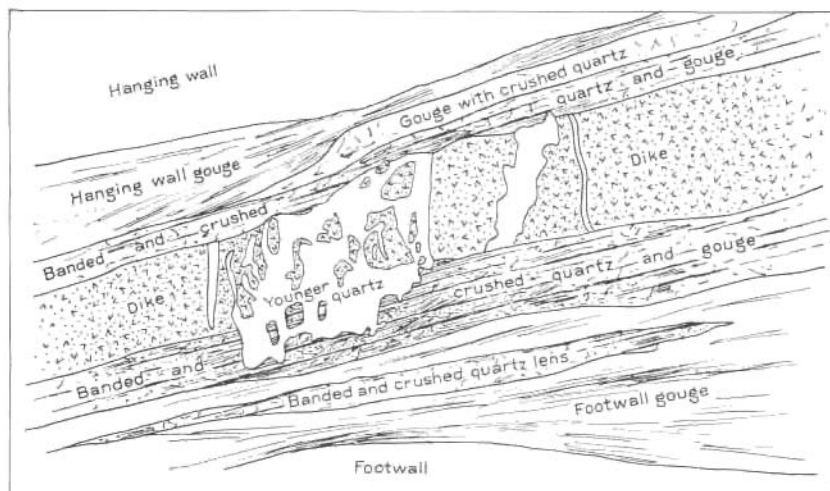 Hanging wall
Gouge with crushed quartz
Hanging wall gouge
Banded and crushed quartz and gouge
Dike
Dike
Younger quartz
Banded and crushed quartz and gouge
Banded and crushed quartz lens
Footwall gouge
Footwall